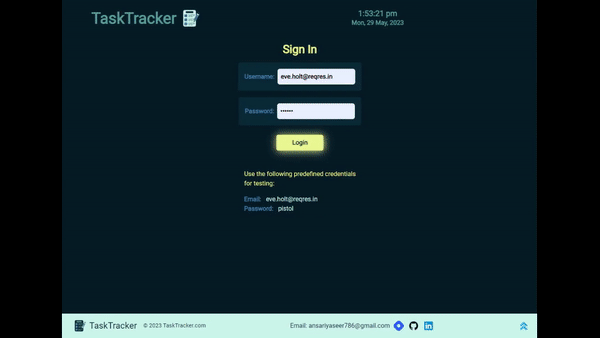 TaskTracker
1:53:21 pm
Mon, 29 May, 2023
Sign In
Username: eve.holt@reqres.in
Password: ••••••
Login
Use the following predefined credentials
for testing:
Email: eve.holt@reqres.in
Password: pistol
TaskTracker © 2023 TaskTracker.com Email: ansariyaseer786@gmail.com